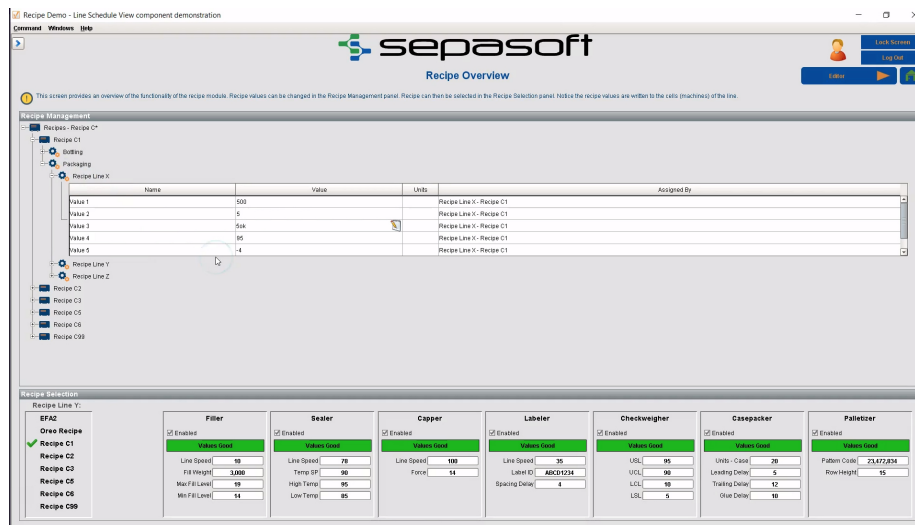 Recipe Demo - Line Schedule View component demonstration
Command Windows Help
sepasoft
Lock Screen
Log Out
Recipe Overview
Editor
This screen provides an overview of the functionality of the recipe module. Recipe values can be changed in the Recipe Management panel. Recipe can then be selected in the Recipe Selection panel. Notice the recipe values are written to the cells (machines) of the line.
Recipe Management
Recipes - Recipe C*
Recipe C1
Bottling
Packaging
Recipe Line X
Name Value Units Assigned By
Value 1 500 Recipe Line X - Recipe C1
Value 2 5 Recipe Line X - Recipe C1
Value 3 5ok Recipe Line X - Recipe C1
Value 4 95 Recipe Line X - Recipe C1
Value 5 -4 Recipe Line X - Recipe C1
Recipe Line Y
Recipe Line Z
Recipe C2
Recipe C3
Recipe C5
Recipe C6
Recipe C99
Recipe Selection
Recipe Line Y:
EFA2
Oreo Recipe
Recipe C1
Recipe C2
Recipe C3
Recipe C5
Recipe C6
Recipe C99
Filler
Enabled
Values Good
Line Speed 10
Fill Weight 3,000
Max Fill Level 19
Min Fill Level 14
Sealer
Enabled
Values Good
Line Speed 70
Temp SP 90
High Temp 95
Low Temp 85
Capper
Enabled
Values Good
Line Speed 100
Force 14
Labeler
Enabled
Values Good
Line Speed 35
Label ID ABCD1234
Spacing Delay 4
Checkweigher
Enabled
Values Good
USL 95
UCL 90
LCL 10
LSL 5
Casepacker
Enabled
Values Good
Units - Case 20
Leading Delay 5
Trailing Delay 12
Glue Delay 10
Palletizer
Enabled
Values Good
Pattern Code 23,472,834
Row Height 15